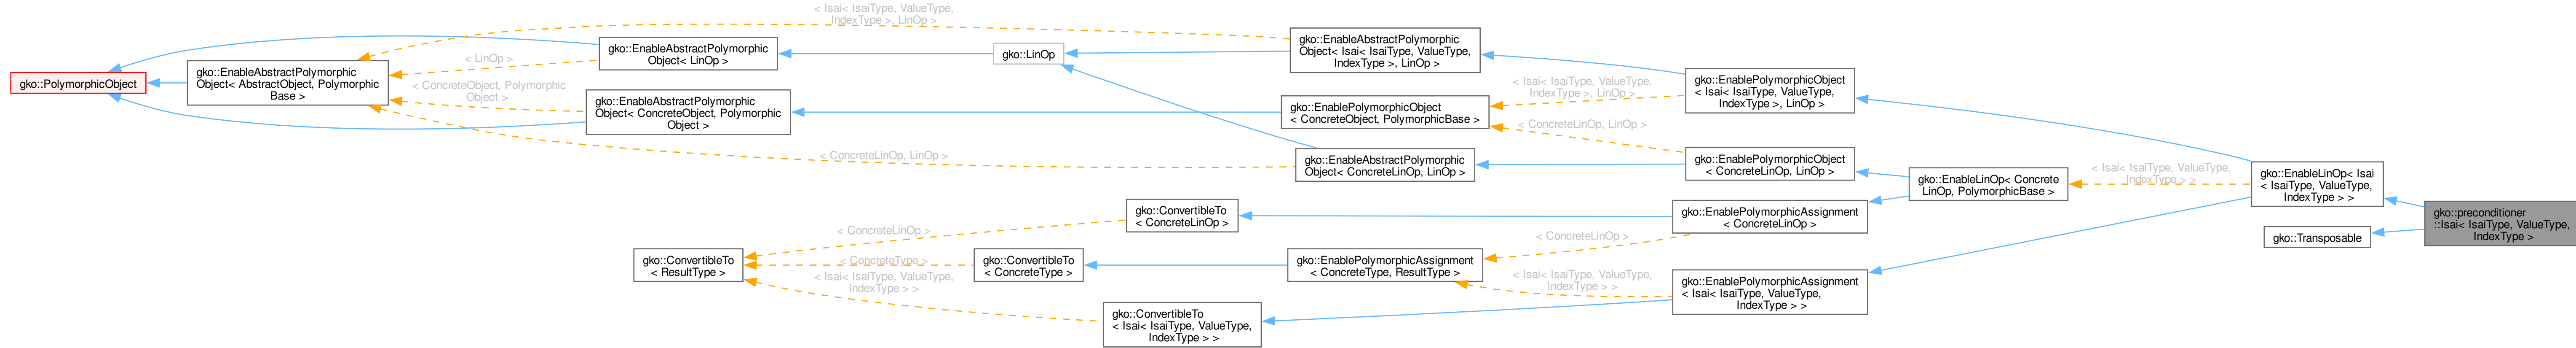 gko::PolymorphicObject
gko::EnableAbstractPolymorphic
Object< AbstractObject, Polymorphic
Base >
< LinOp >
< ConcreteObject, Polymorphic
Object >
gko::EnableAbstractPolymorphic
Object< LinOp >
gko::EnableAbstractPolymorphic
Object< ConcreteObject, Polymorphic
Object >
gko::ConvertibleTo
< ResultType >
< Isai< IsaiType, ValueType,
IndexType >, LinOp >
< ConcreteLinOp, LinOp >
< ConcreteLinOp >
< ConcreteType >
< Isai< IsaiType, ValueType,
IndexType > >
gko::LinOp
gko::ConvertibleTo
< ConcreteLinOp >
gko::ConvertibleTo
< ConcreteType >
gko::ConvertibleTo
< Isai< IsaiType, ValueType,
IndexType > >
gko::EnableAbstractPolymorphic
Object< Isai< IsaiType, ValueType,
IndexType >, LinOp >
gko::EnablePolymorphicObject
< ConcreteObject, PolymorphicBase >
gko::EnableAbstractPolymorphic
Object< ConcreteLinOp, LinOp >
gko::EnablePolymorphicAssignment
< ConcreteType, ResultType >
< Isai< IsaiType, ValueType,
IndexType >, LinOp >
< ConcreteLinOp, LinOp >
< ConcreteLinOp >
< Isai< IsaiType, ValueType,
IndexType > >
gko::EnablePolymorphicObject
< Isai< IsaiType, ValueType,
IndexType >, LinOp >
gko::EnablePolymorphicObject
< ConcreteLinOp, LinOp >
gko::EnablePolymorphicAssignment
< ConcreteLinOp >
gko::EnablePolymorphicAssignment
< Isai< IsaiType, ValueType,
IndexType > >
gko::EnableLinOp< Concrete
LinOp, PolymorphicBase >
< Isai< IsaiType, ValueType,
IndexType > >
gko::EnableLinOp< Isai
< IsaiType, ValueType,
IndexType > >
gko::Transposable
gko::preconditioner
::Isai< IsaiType, ValueType,
IndexType >